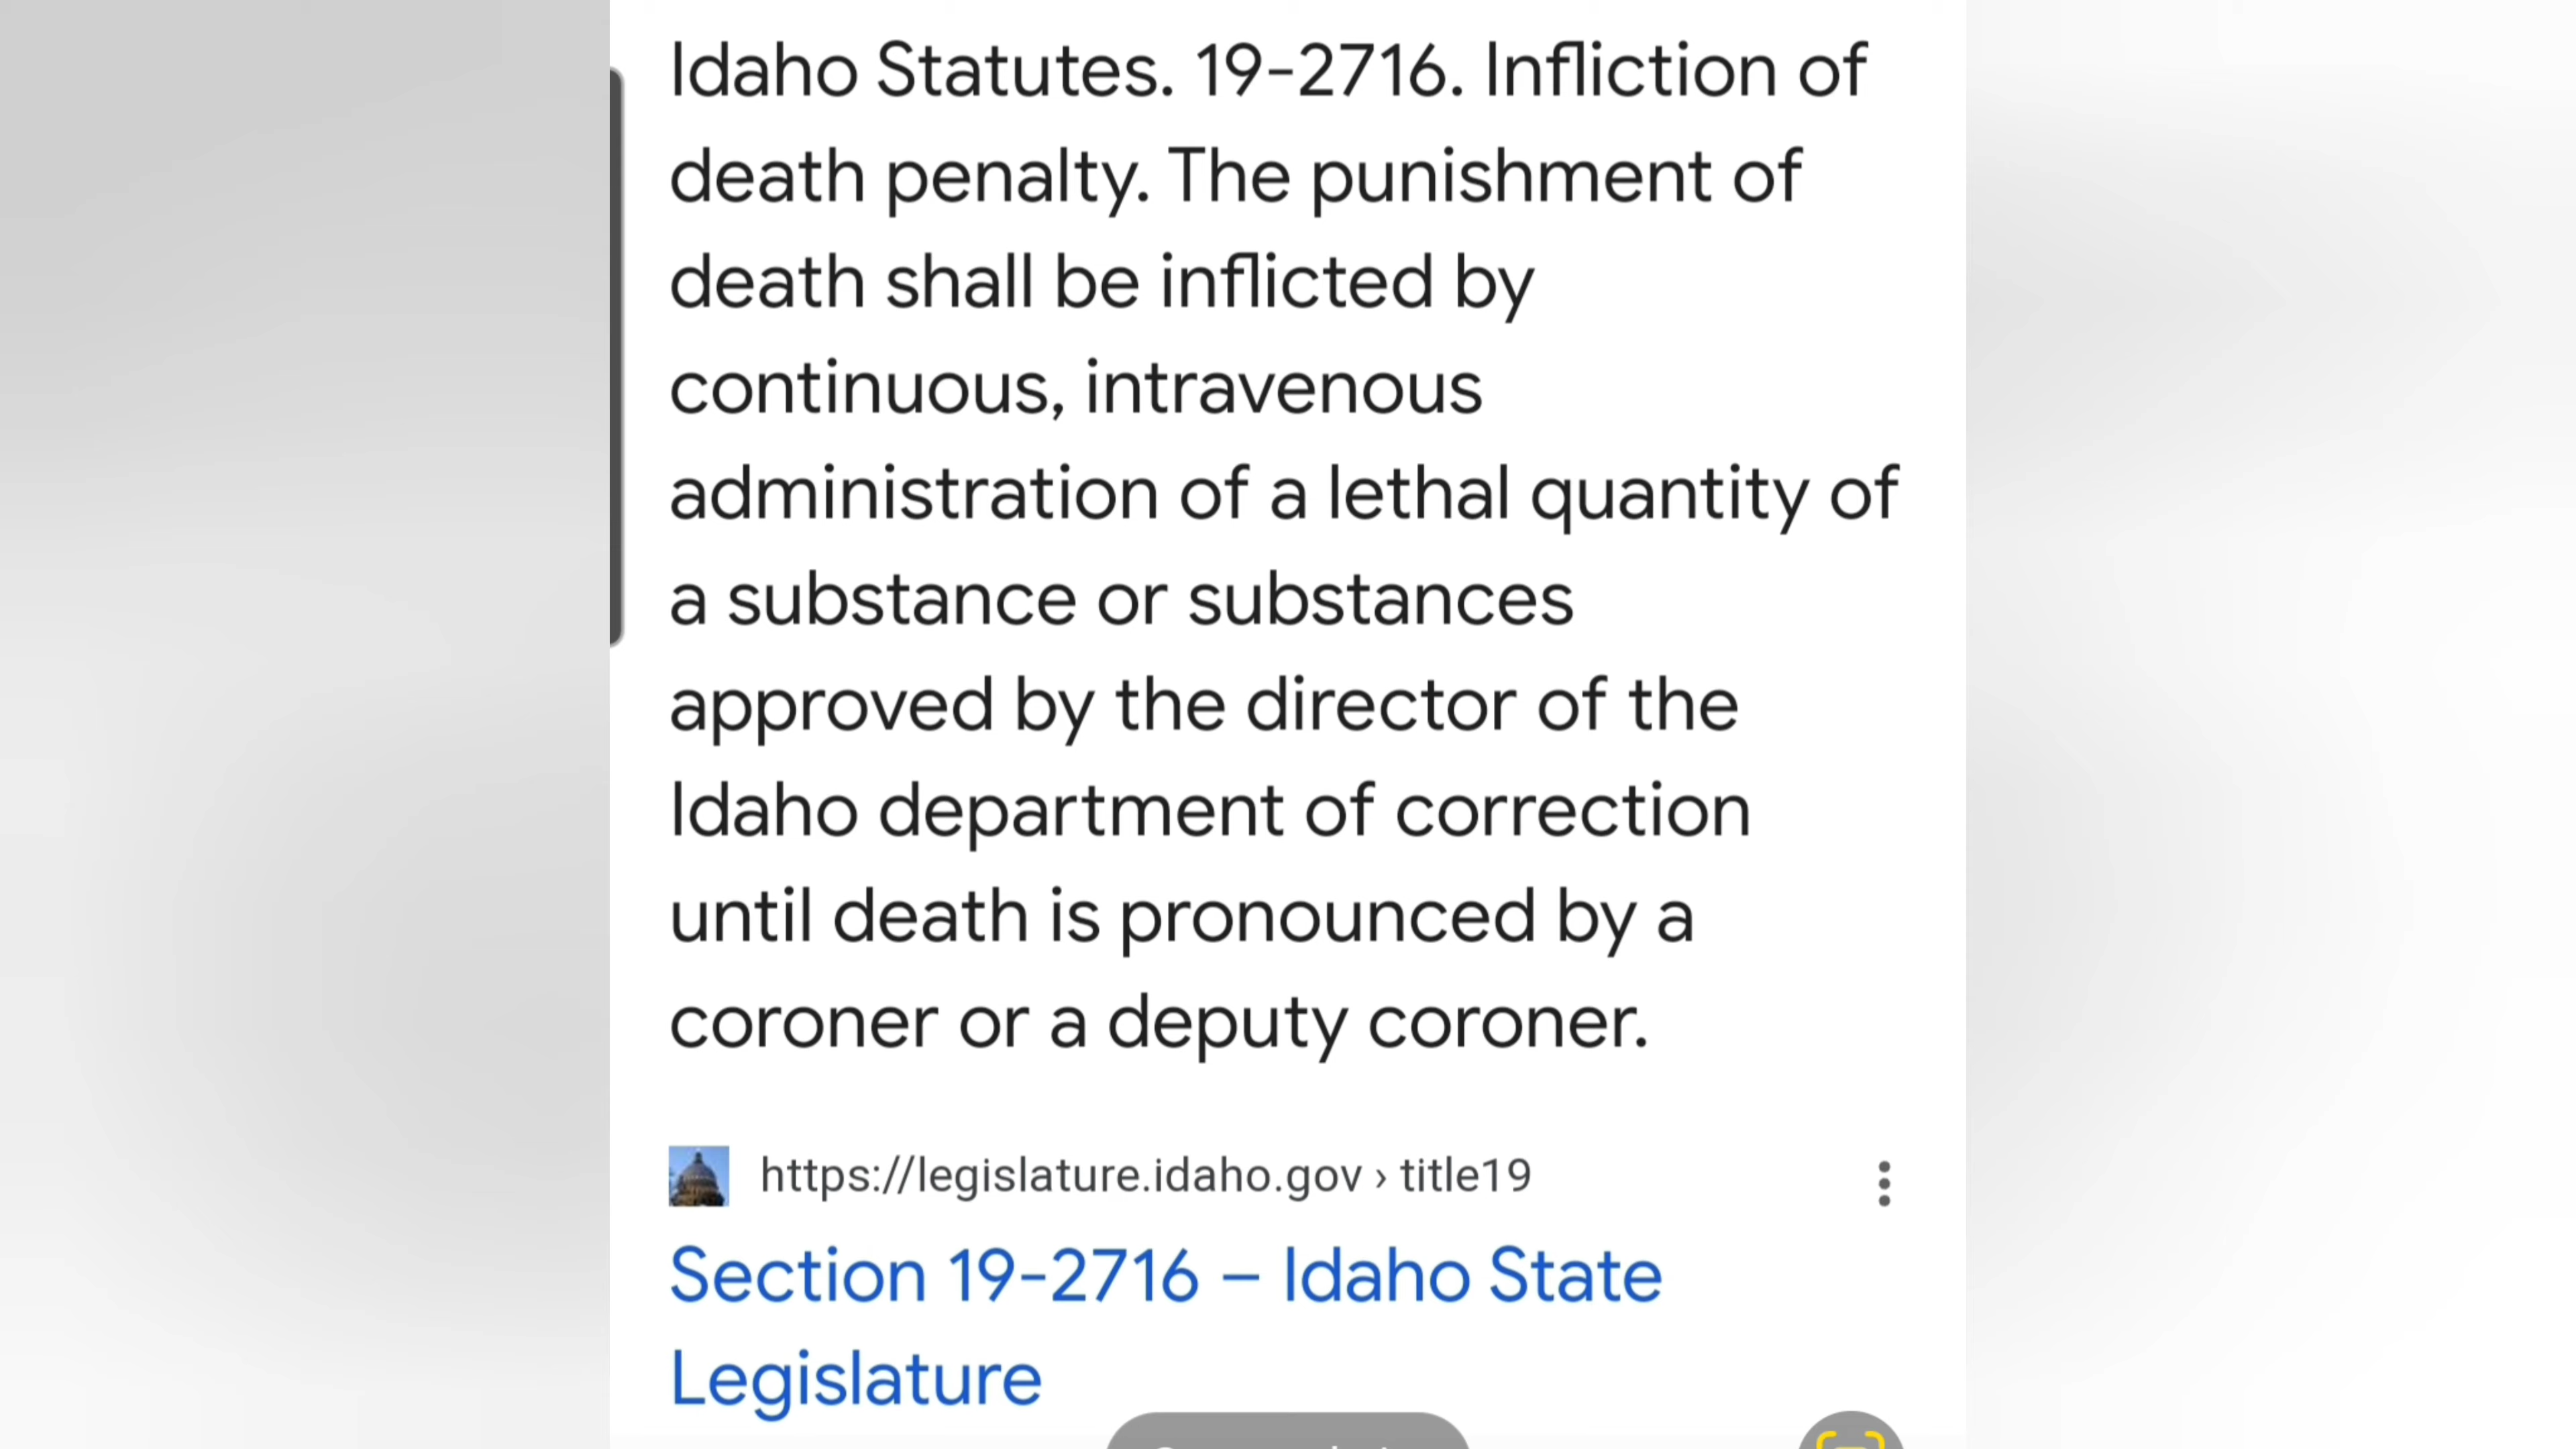 Idaho Statutes. 19-2716. Infliction of
death penalty. The punishment of
death shall be inflicted by
continuous, intravenous
administration of a lethal quantity of
a substance or substances
approved by the director of the
Idaho department of correction
until death is pronounced by a
coroner or a deputy coroner.
https://legislature.idaho.gov › title19
Section 19-2716 – Idaho State
Legislature